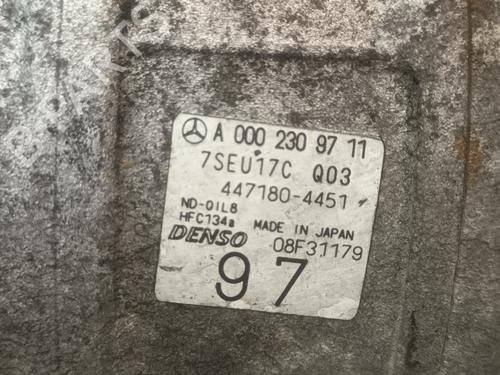 A 000 230 97 11
7SEU17C Q03
447180-4451
ND-OIL8
HFC134a MADE IN JAPAN
DENSO 08F31179
97